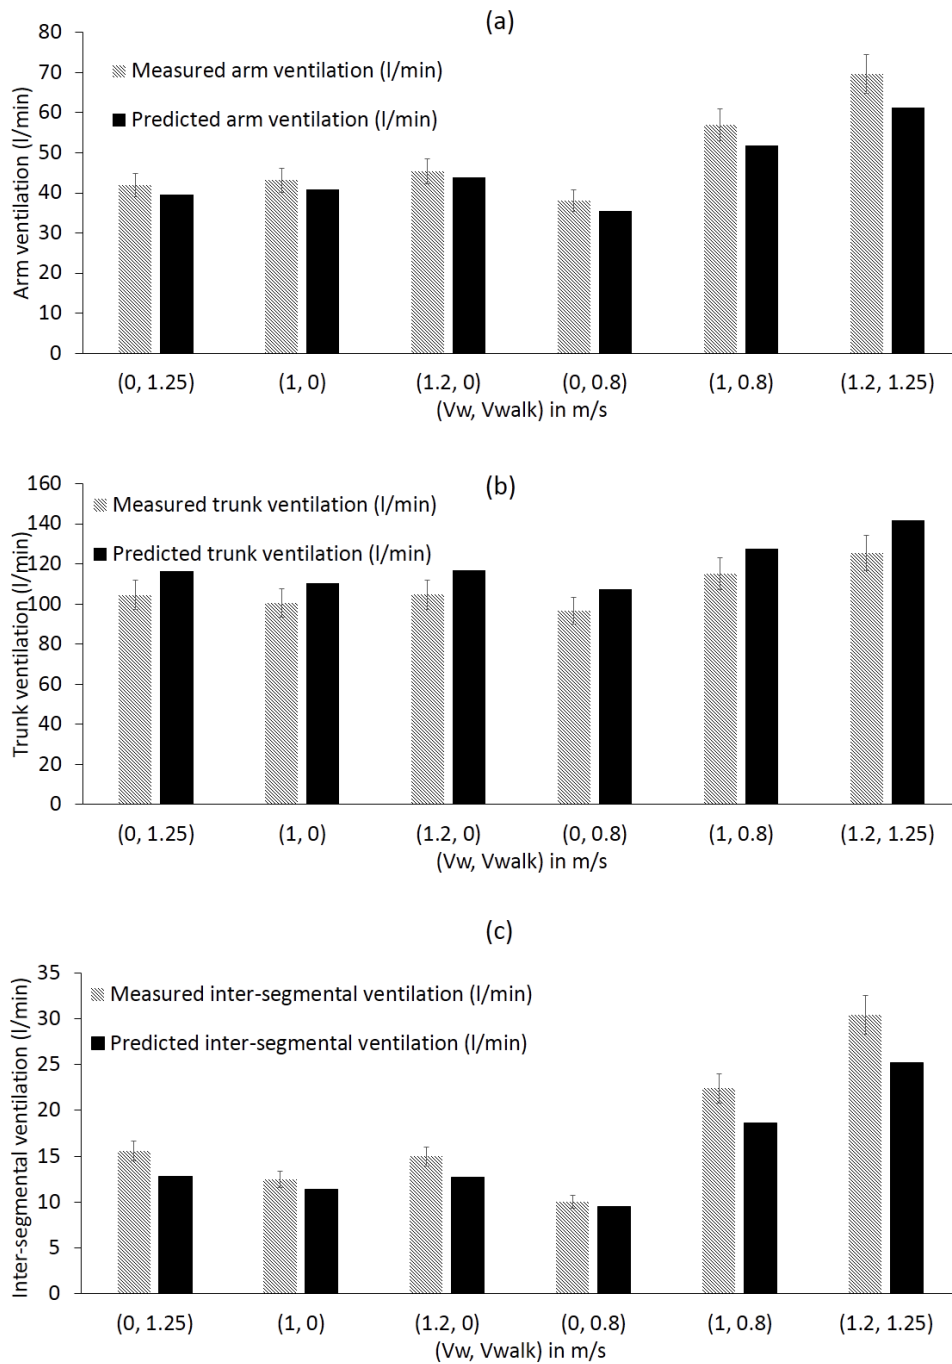 (a)
80
70
60
50
40
30
20
10
0
Arm ventilation (l/min)
Measured arm ventilation (l/min)
Predicted arm ventilation (l/min)
(0, 1.25) (1, 0) (1.2, 0) (0, 0.8) (1, 0.8) (1.2, 1.25)
(Vw, Vwalk) in m/s
(b)
160
140
120
100
80
60
40
20
0
Trunk ventilation (l/min)
Measured trunk ventilation (l/min)
Predicted trunk ventilation (l/min)
(0, 1.25) (1, 0) (1.2, 0) (0, 0.8) (1, 0.8) (1.2, 1.25)
(Vw, Vwalk) in m/s
(c)
35
30
25
20
15
10
5
0
Inter-segmental ventilation (l/min)
Measured inter-segmental ventilation (l/min)
Predicted inter-segmental ventilation (l/min)
(0, 1.25) (1, 0) (1.2, 0) (0, 0.8) (1, 0.8) (1.2, 1.25)
(Vw, Vwalk) in m/s